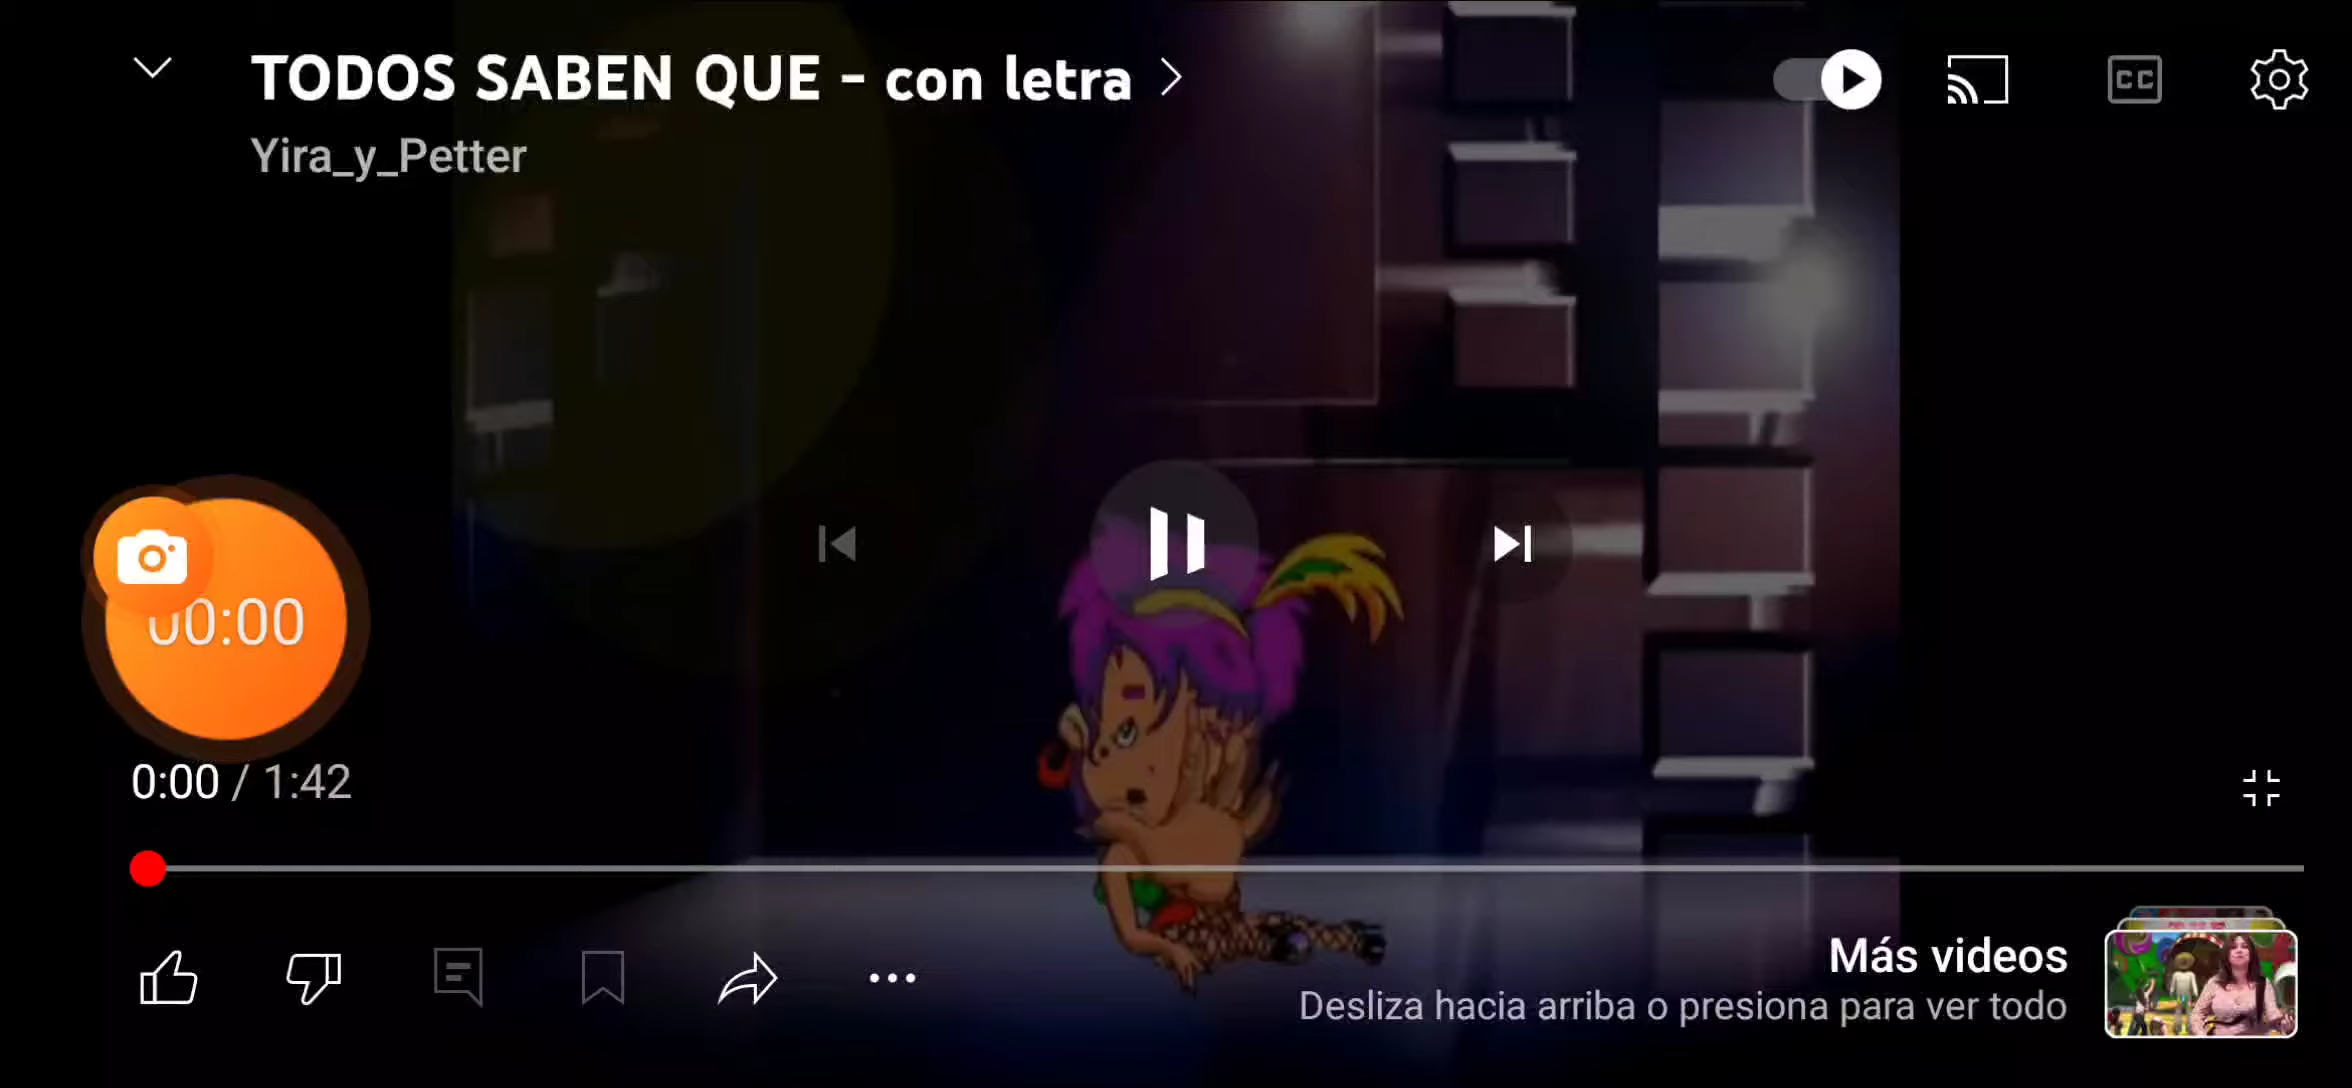 TODOS SABEN QUE - con letra
Yira_y_Petter
CC
00:00
0:00 / 1:42
Más videos
Desliza hacia arriba o presiona para ver todo